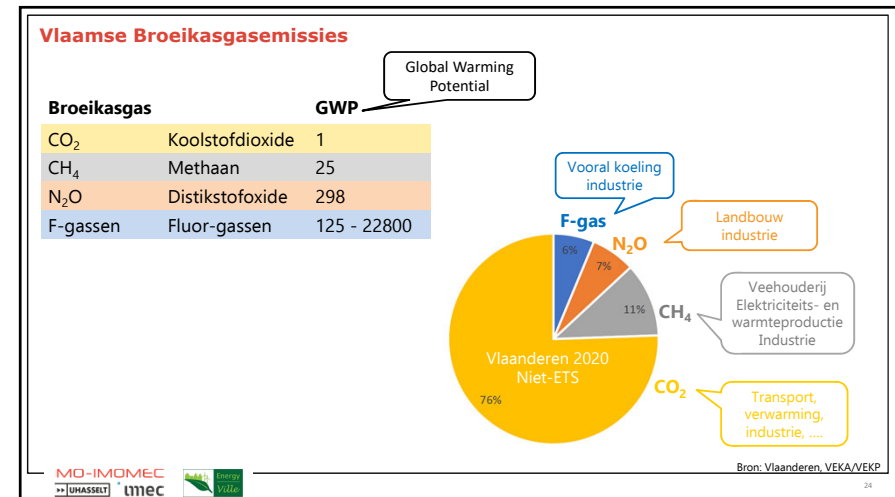 Vlaamse Broeikasgasemissies
Global Warming
Potential
Broeikasgas GWP
CO₂ Koolstofdioxide 1
CH₄ Methaan 25
N₂O Distikstofoxide 298
F-gassen Fluor-gassen 125 - 22800
Vooral koeling
industrie
F-gas
Landbouw
industrie
N₂O
6%
7%
11%
CH₄
Veehouderij
Elektriciteits- en
warmteproductie
Industrie
Vlaanderen 2020
Niet-ETS
76%
CO₂
Transport,
verwarming,
industrie, ....
Bron: Vlaanderen, VEKA/VEKP
MO-IMOMEC
UHASSELT imec
Energy
Ville
24